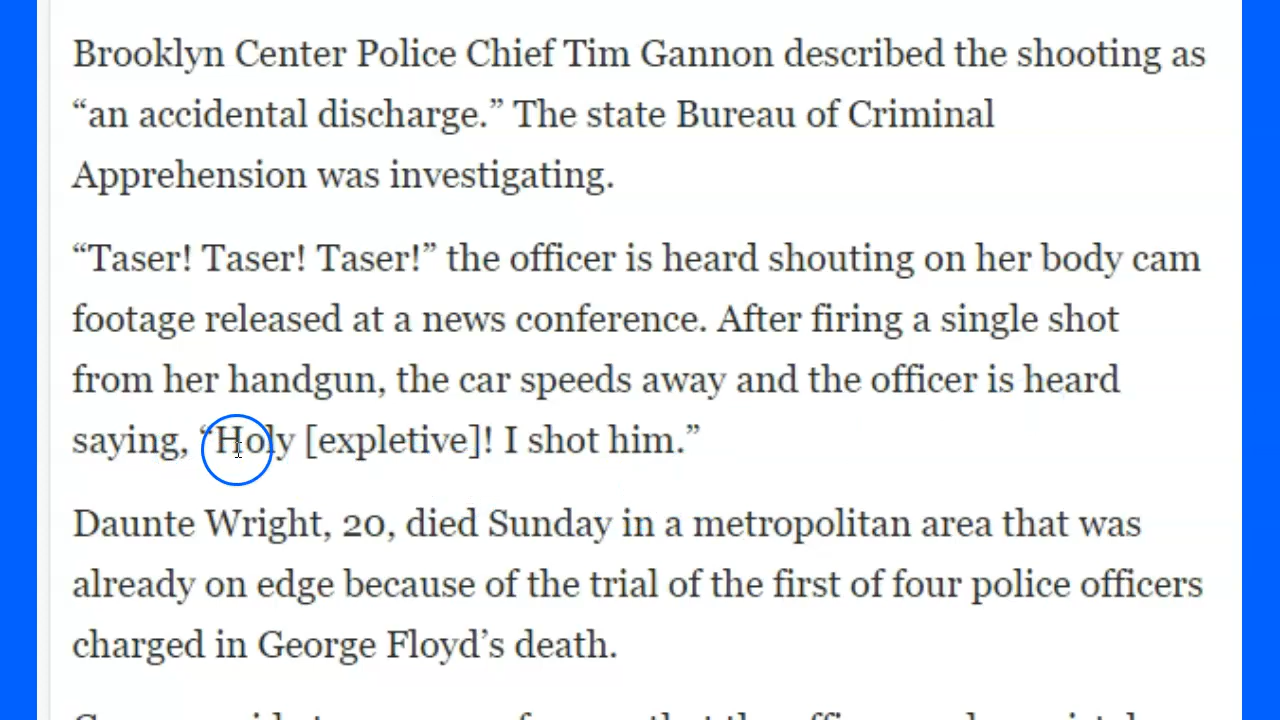 Brooklyn Center Police Chief Tim Gannon described the shooting as
“an accidental discharge.” The state Bureau of Criminal
Apprehension was investigating.
“Taser! Taser! Taser!” the officer is heard shouting on her body cam
footage released at a news conference. After firing a single shot
from her handgun, the car speeds away and the officer is heard
saying, “Holy [expletive]! I shot him.”
Daunte Wright, 20, died Sunday in a metropolitan area that was
already on edge because of the trial of the first of four police officers
charged in George Floyd’s death.